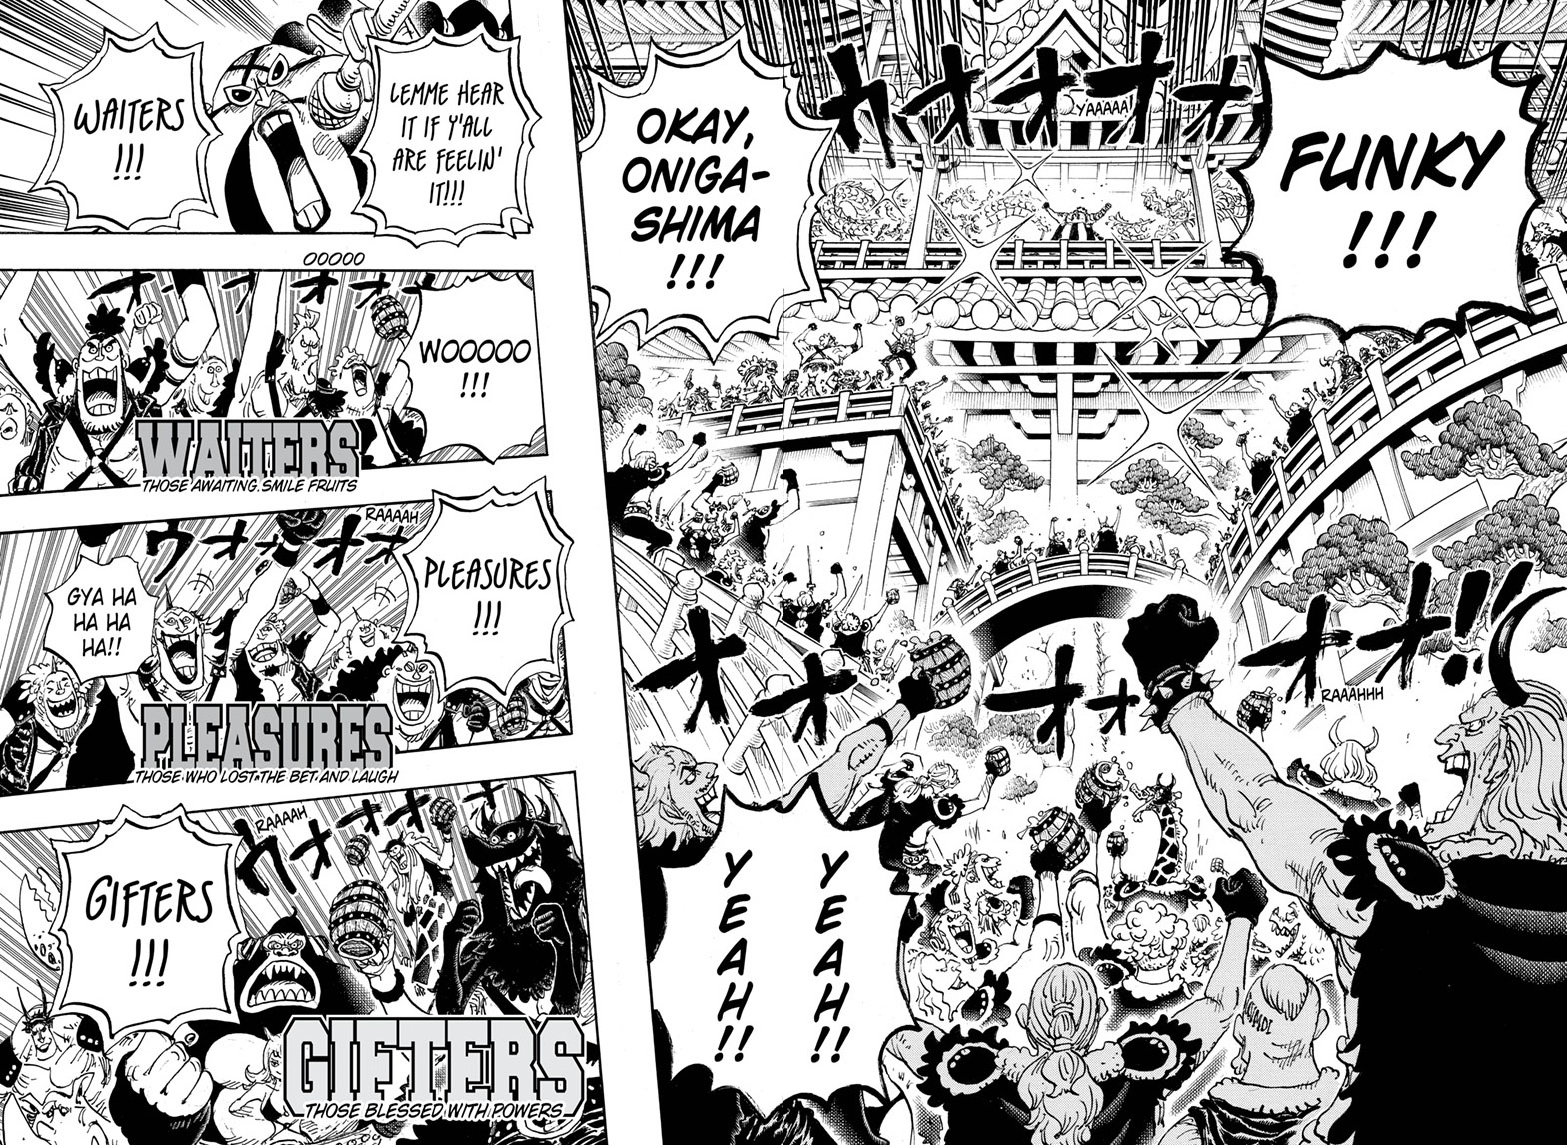 FUNKY
!!!
YAAAAA!
ウオオオオオ
OKAY,
ONIGA-
SHIMA
!!!
オオオオオオ!!
RAAAHHH
YEAH!!
YEAH!!
LEMME HEAR
IT IF Y'ALL
ARE FEELIN'
IT!!!
WAITERS
!!!
OOOOO
オオオオオオ
WOOOOO
!!!
WAITERS
THOSE AWAITING SMILE FRUITS
RAAAAH
ウオオオオ
PLEASURES
!!!
GYA HA
HA HA
HA!!
PLEASURES
THOSE WHO LOST THE BET AND LAUGH
RAAAAH
ウオオオオ
GIFTERS
!!!
GIFTERS
THOSE BLESSED WITH POWERS